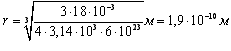 r = ∛(3·18·10⁻³ / 4·3,14·10³·6·10²³) м = 1,9·10⁻¹⁰ м